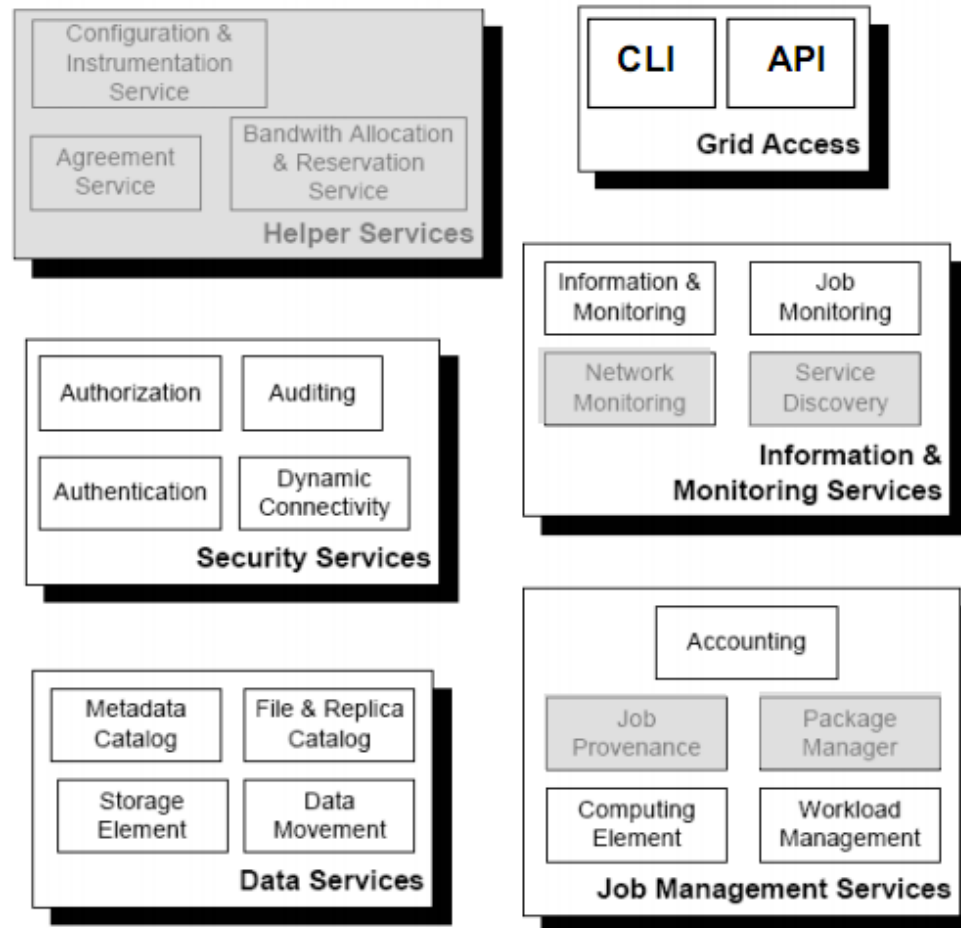 Configuration &
Instrumentation
Service
Agreement
Service
Bandwith Allocation
& Reservation
Service
Helper Services
CLI
API
Grid Access
Information &
Monitoring
Job
Monitoring
Network
Monitoring
Service
Discovery
Information &
Monitoring Services
Authorization
Auditing
Authentication
Dynamic
Connectivity
Security Services
Accounting
Job
Provenance
Package
Manager
Computing
Element
Workload
Management
Job Management Services
Metadata
Catalog
File & Replica
Catalog
Storage
Element
Data
Movement
Data Services